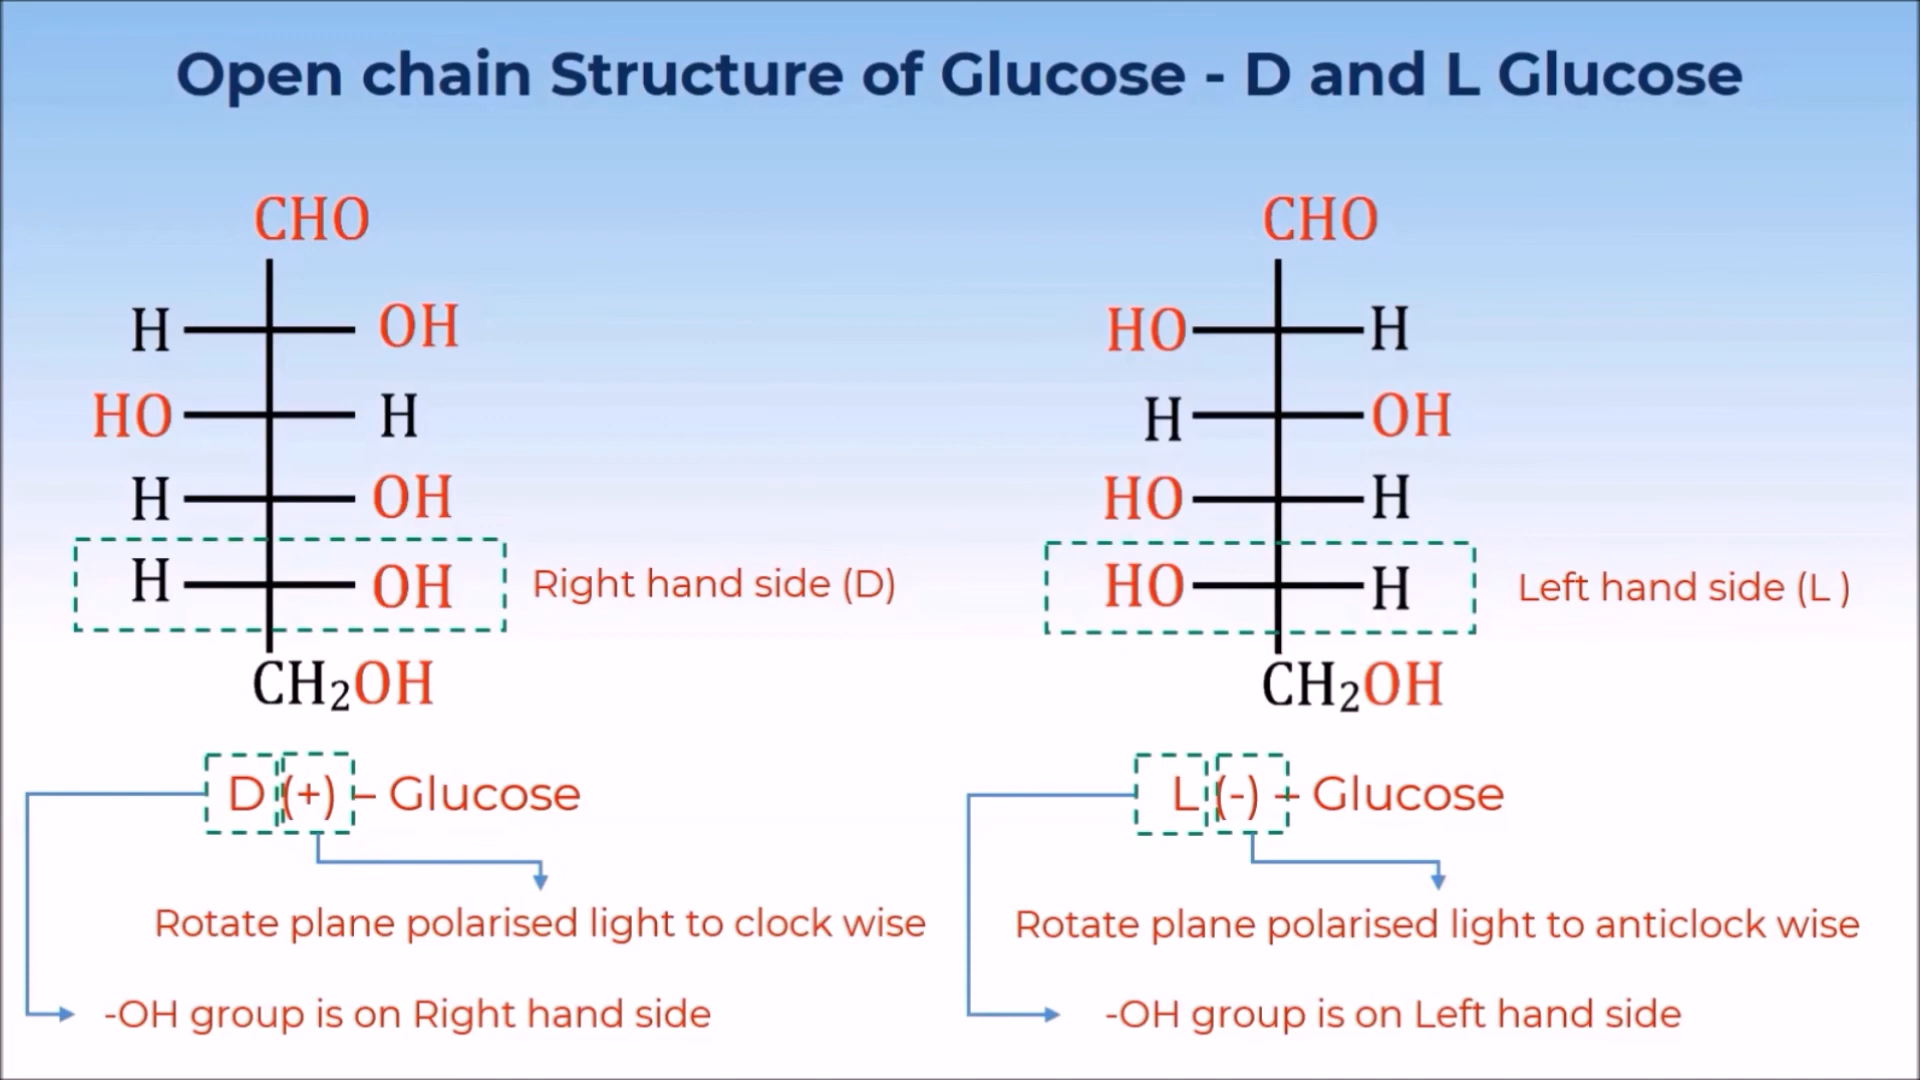 Open chain Structure of Glucose - D and L Glucose
CHO
H OH
HO H
H OH
H OH
Right hand side (D)
CH₂OH
D (+) – Glucose
Rotate plane polarised light to clock wise
-OH group is on Right hand side
CHO
HO H
H OH
HO H
HO H
Left hand side (L )
CH₂OH
L (-) – Glucose
Rotate plane polarised light to anticlock wise
-OH group is on Left hand side